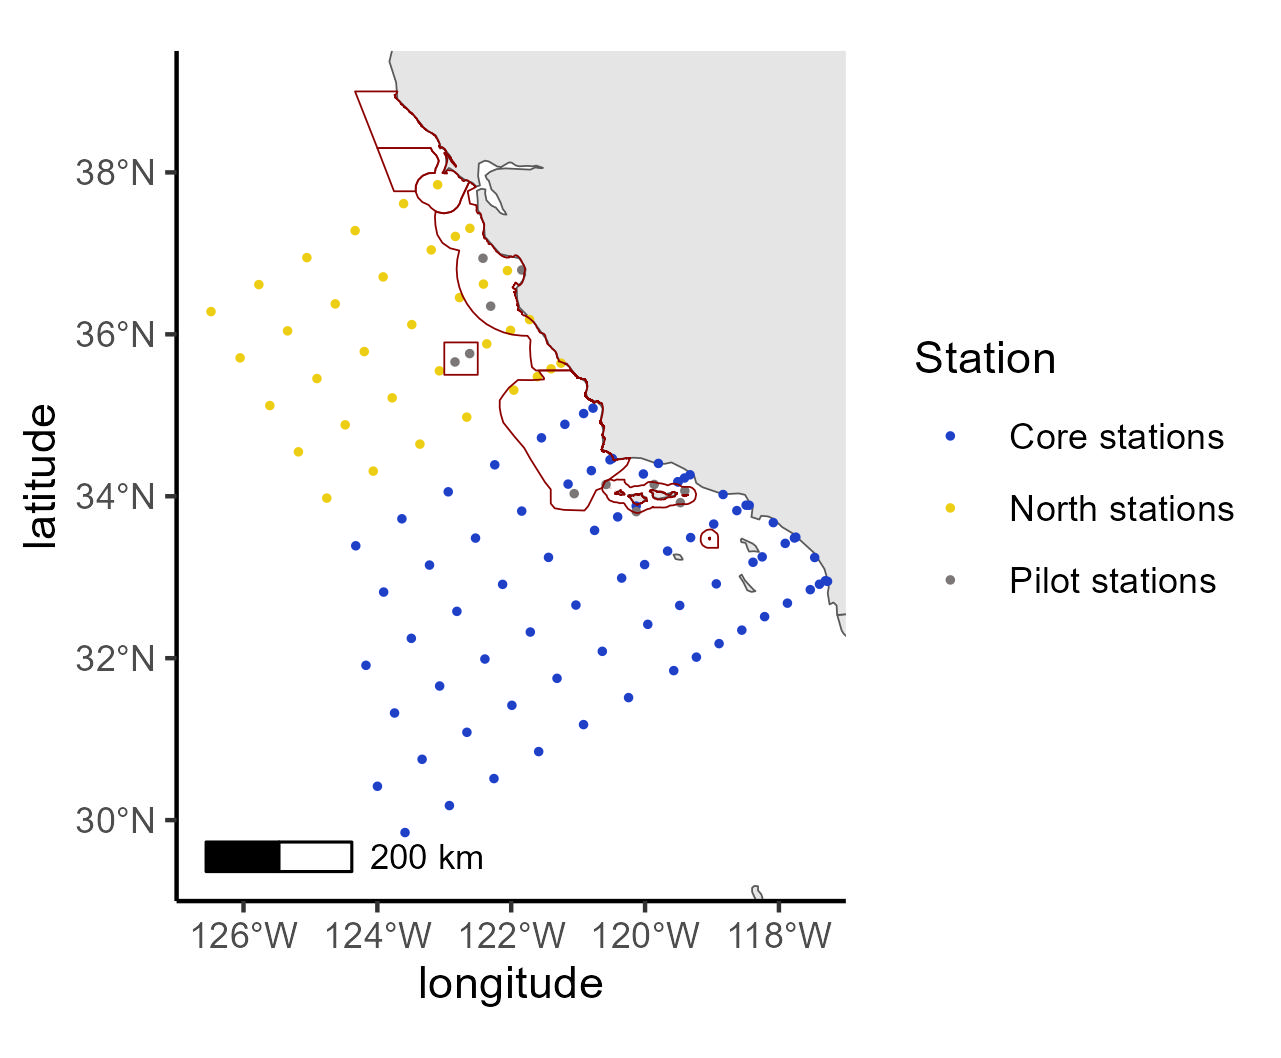 38°N
36°N
34°N
32°N
30°N
latitude
200 km
126°W
124°W
122°W
120°W
118°W
longitude
Station
Core stations
North stations
Pilot stations